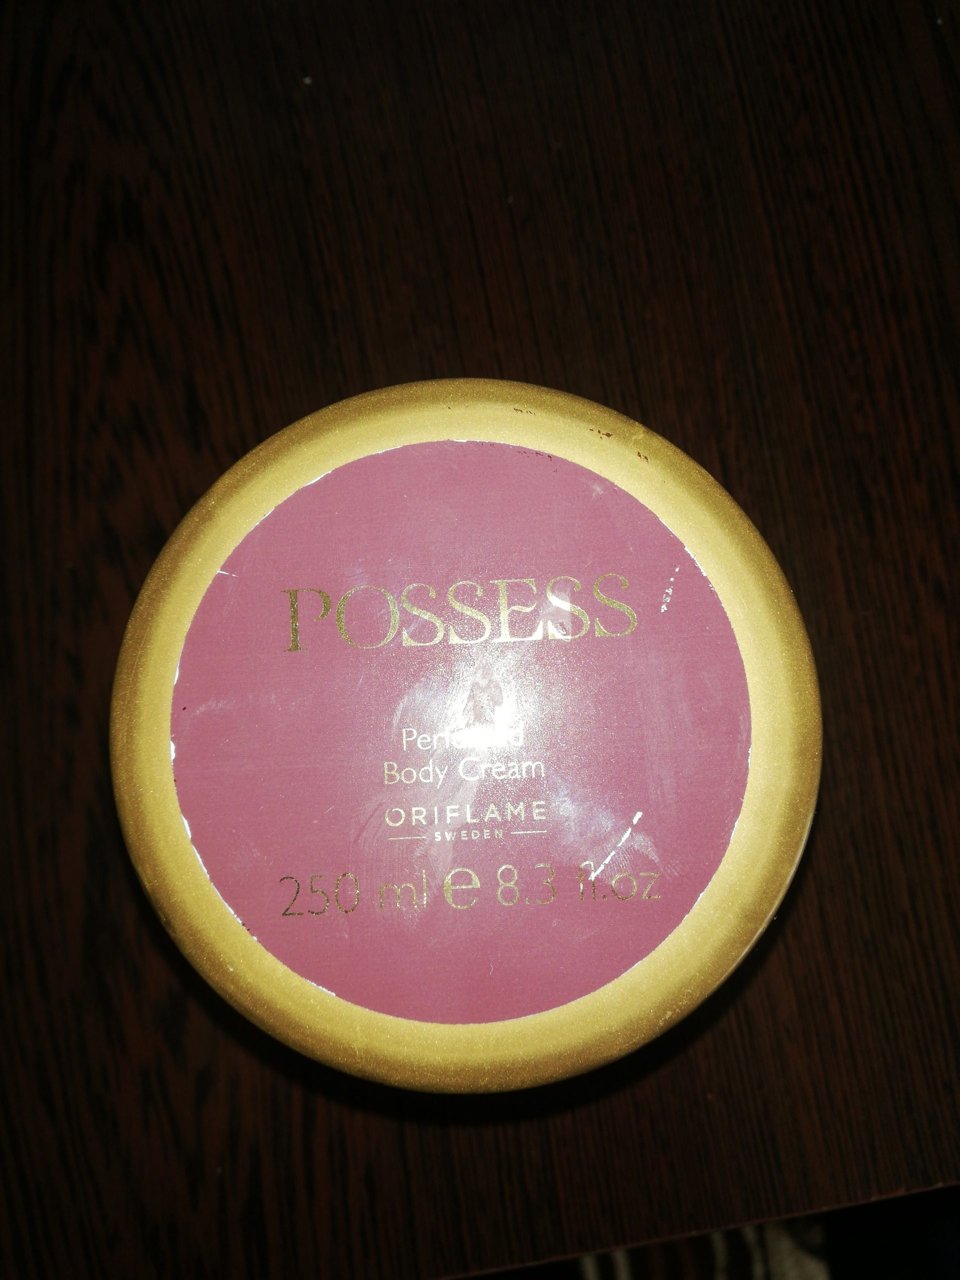 POSSESS
Body Cream
ORIFLAME
SWEDEN
250 ml e 8.3 fl.oz